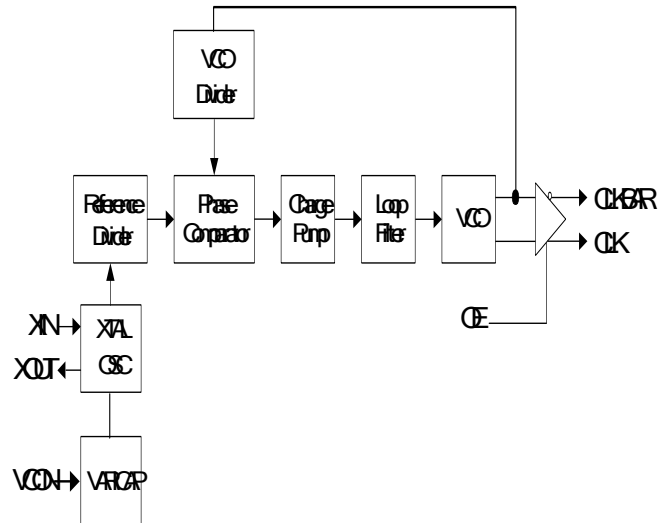 VCO
Divider
Reference
Divider
Phase
Comparator
Charge
Pump
Loop
Filter
VCO
CLKBAR
CLK
OE
XIN
XTAL
OSC
XOUT
VCON
VARICAP